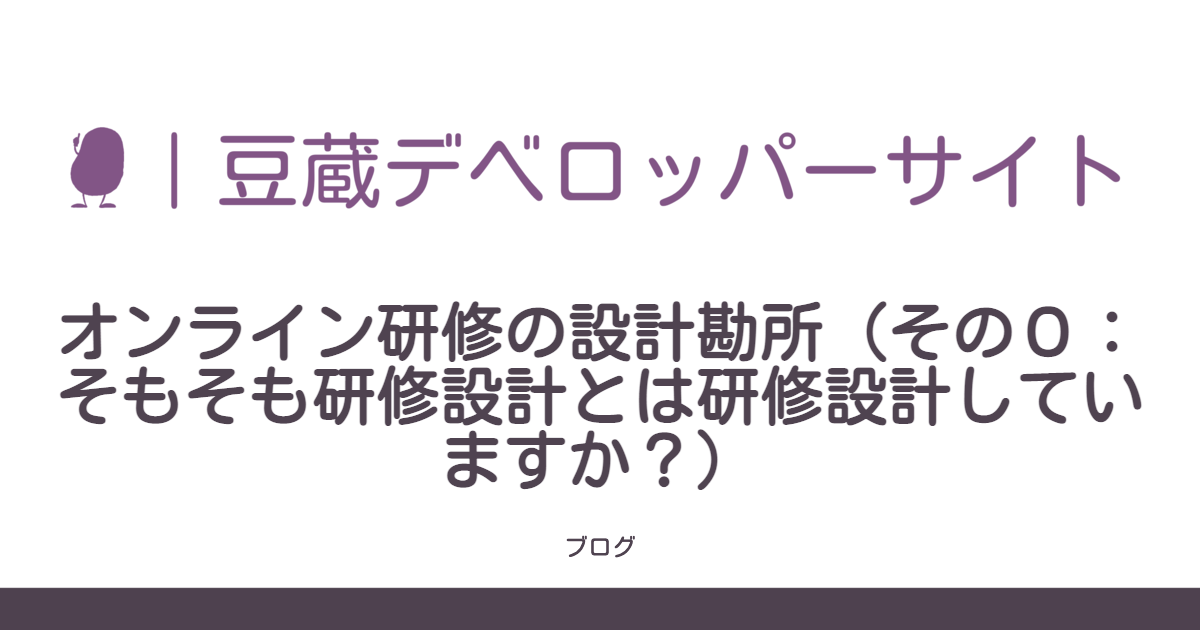 ｜豆蔵デベロッパーサイト
オンライン研修の設計勘所（その０：
そもそも研修設計とは研修設計してい
ますか？）
ブログ